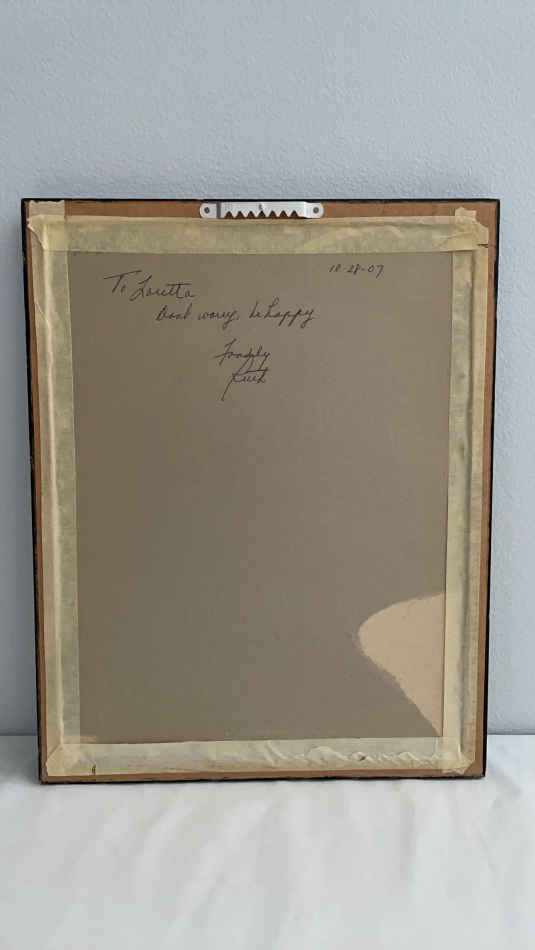 10-28-07
To Loretta
Don't worry, be happy
Fondly
Ruth